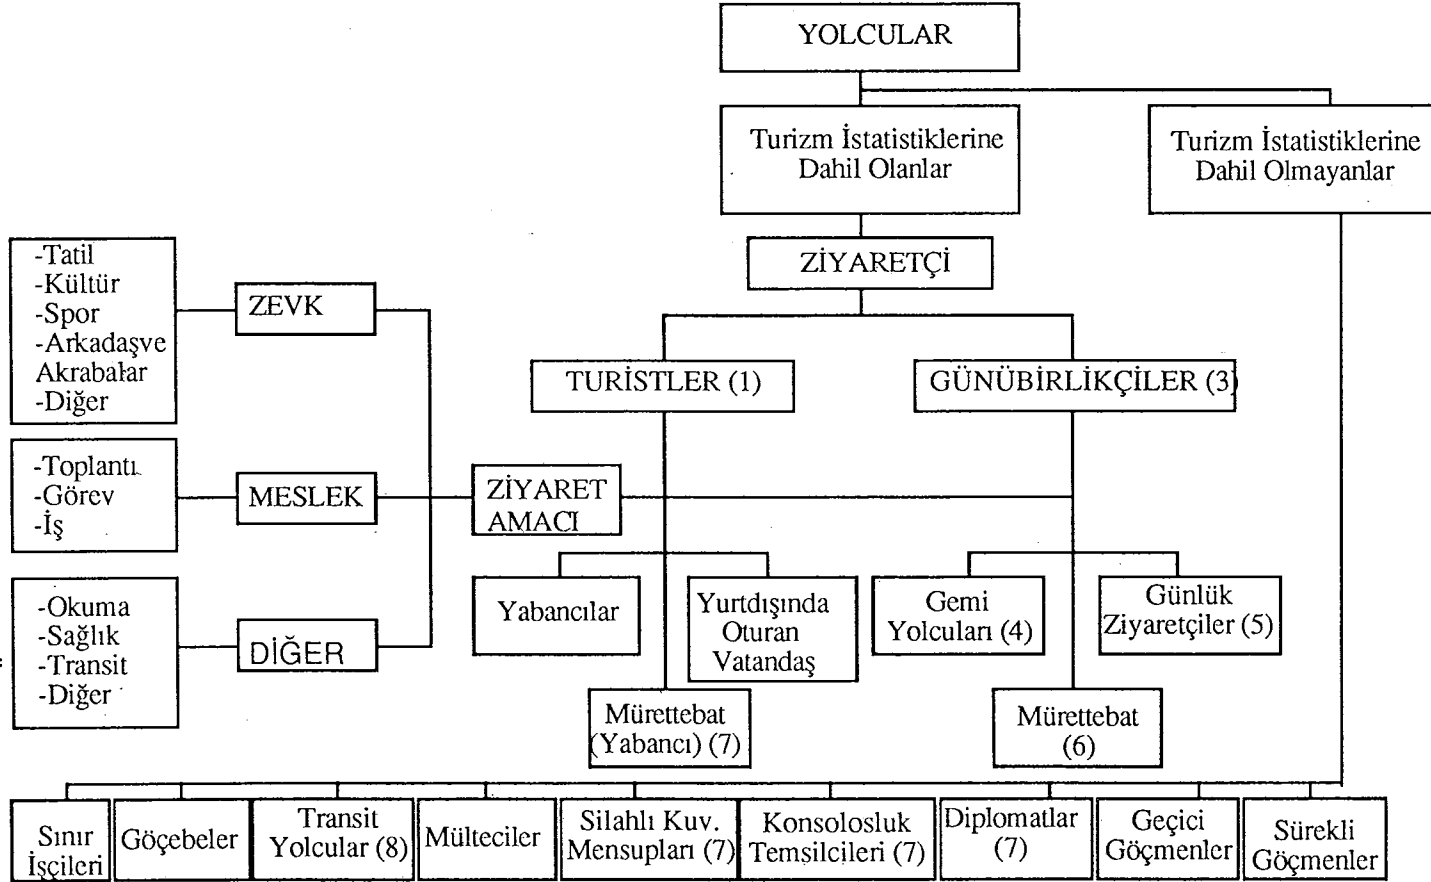 YOLCULAR
Turizm İstatistiklerine
Dahil Olanlar
Turizm İstatistiklerine
Dahil Olmayanlar
ZİYARETÇİ
-Tatil
-Kültür
-Spor
-Arkadaşve
Akrabalar
-Diğer
ZEVK
TURİSTLER (1)
GÜNÜBİRLİKÇİLER (3)
-Toplantı
-Görev
-İş
MESLEK
ZİYARET
AMACI
-Okuma
-Sağlık
-Transit
-Diğer
DİĞER
Yabancılar
Yurtdışında
Oturan
Vatandaş
Gemi
Yolcuları (4)
Günlük
Ziyaretçiler (5)
Mürettebat
(Yabancı) (7)
Mürettebat
(6)
Sınır
İşçileri
Göçebeler
Transit
Yolcular (8)
Mülteciler
Silahlı Kuv.
Mensupları (7)
Konsolosluk
Temsilcileri (7)
Diplomatlar
(7)
Geçici
Göçmenler
Sürekli
Göçmenler